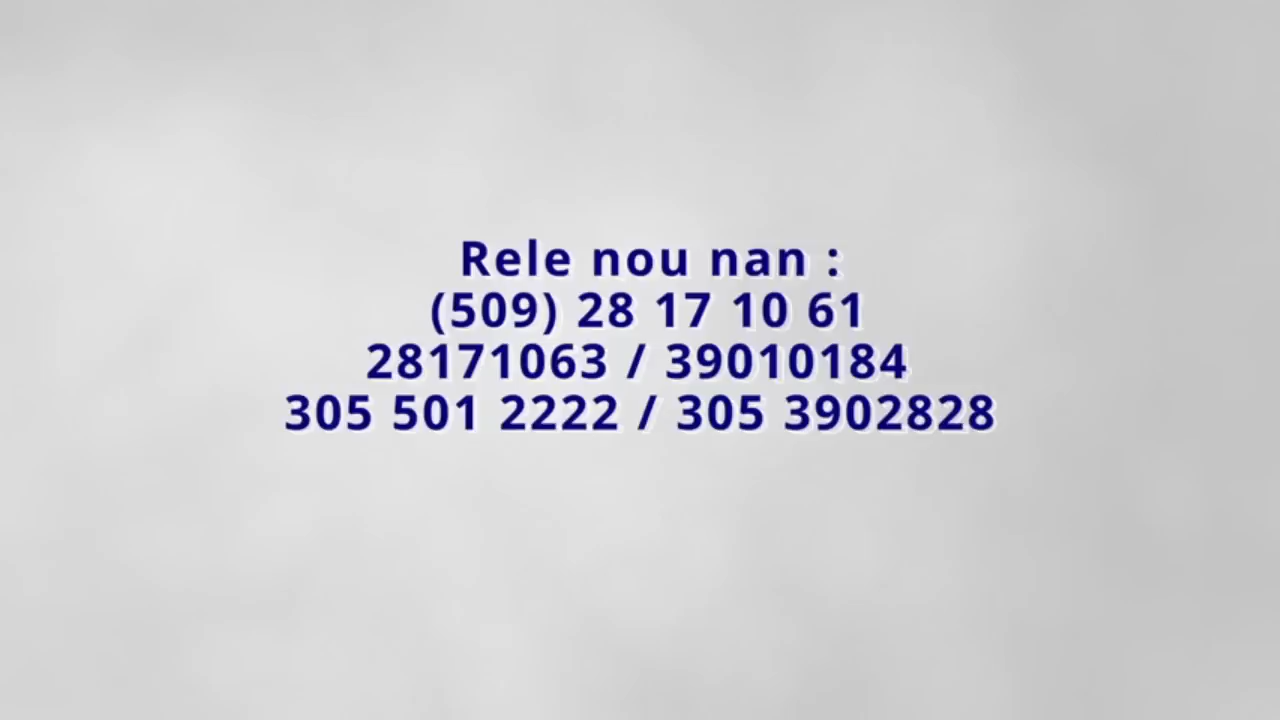 Rele nou nan :
(509) 28 17 10 61
28171063 / 39010184
305 501 2222 / 305 3902828